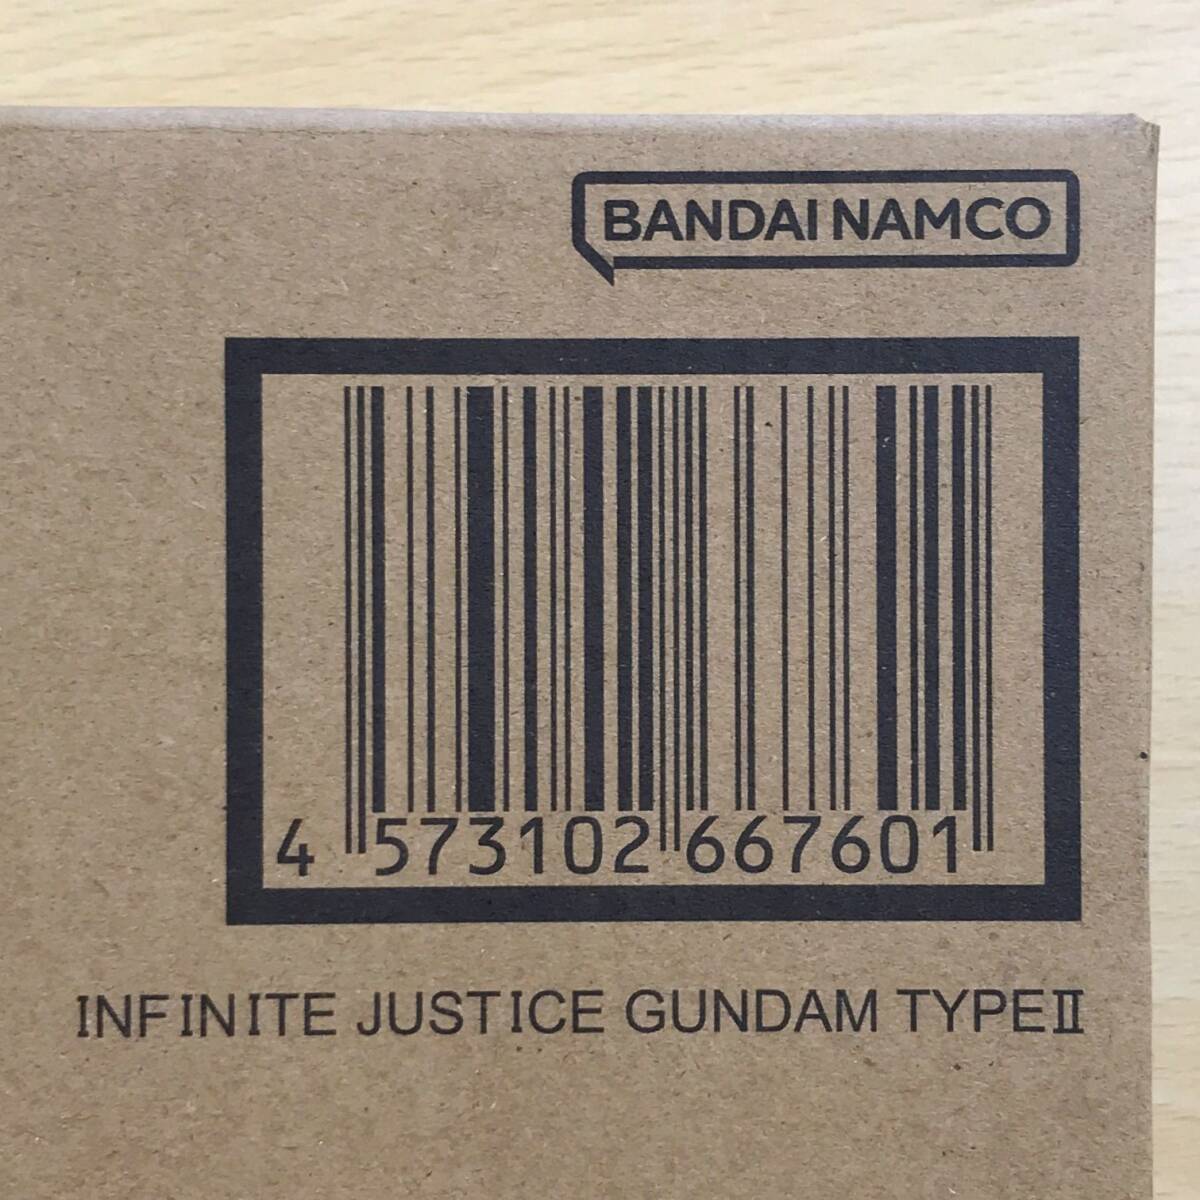 BANDAI NAMCO
4 573102 667601
INFINITE JUSTICE GUNDAM TYPEⅡ